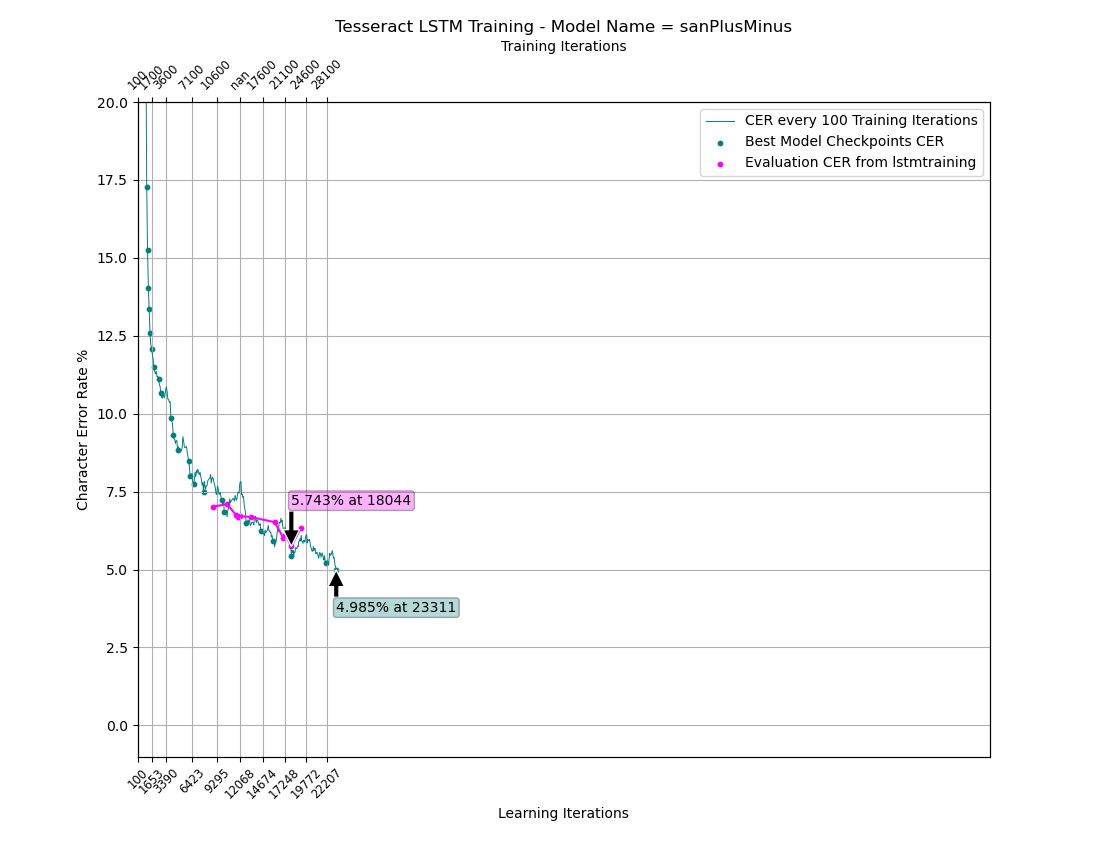 Tesseract LSTM Training - Model Name = sanPlusMinus
Training Iterations
100 1700 3600 7100 10600 nan 17600 21100 24600 28100
20.0
17.5
15.0
12.5
10.0
7.5
5.0
2.5
0.0
Character Error Rate %
CER every 100 Training Iterations
Best Model Checkpoints CER
Evaluation CER from lstmtraining
5.743% at 18044
4.985% at 23311
100 1653 3390 6423 9295 12068 14674 17248 19772 22207
Learning Iterations